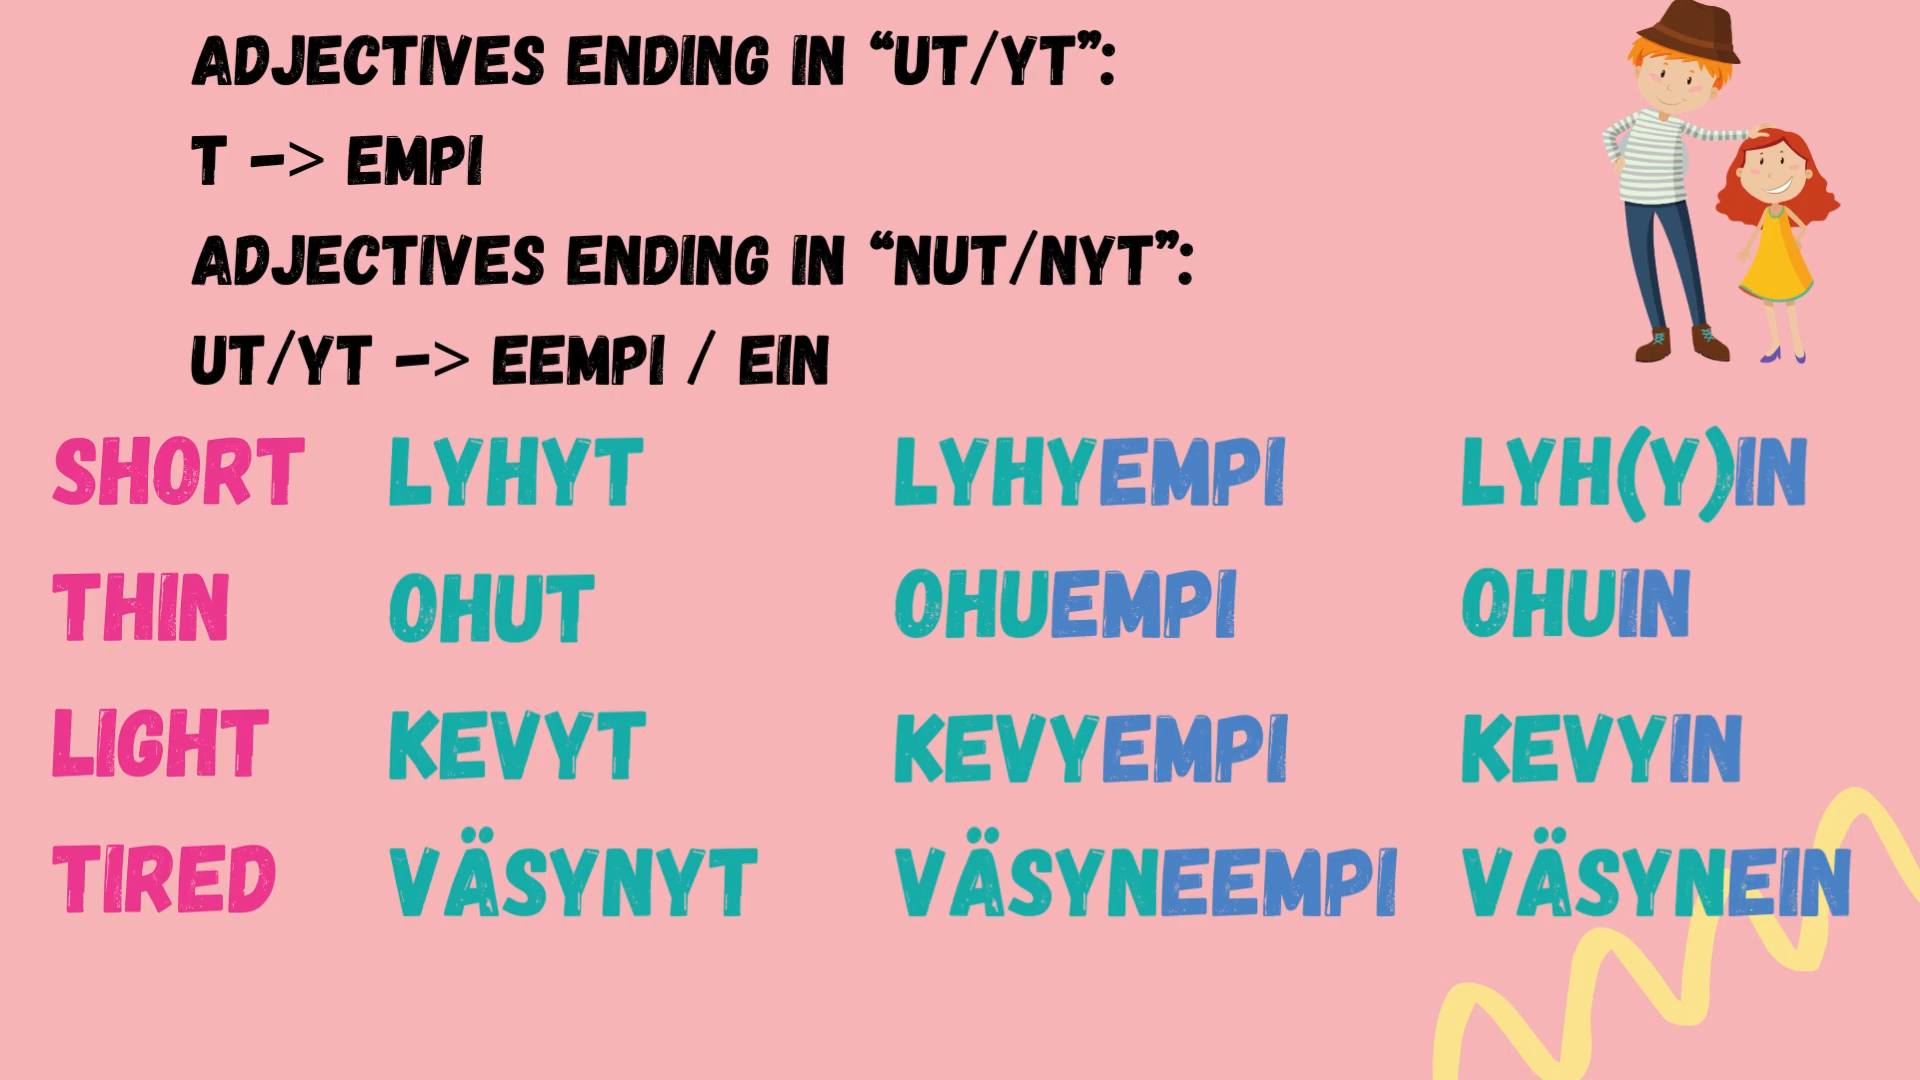 ADJECTIVES ENDING IN “UT/YT”:
T -> EMPI
ADJECTIVES ENDING IN “NUT/NYT”:
UT/YT -> EEMPI / EIN
SHORT LYHYT LYHYEMPI LYH(Y)IN
THIN OHUT OHUEMPI OHUIN
LIGHT KEVYT KEVYEMPI KEVYIN
TIRED VÄSYNYT VÄSYNEEMPI VÄSYNEIN